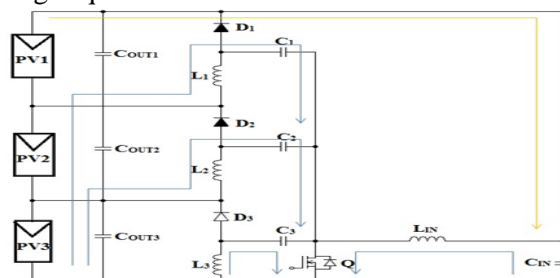 D1
C1
PV1
COUT1
L1
D2
C2
PV2
COUT2
L2
D3
LIN
C3
PV3
COUT3
L3
Q
CIN